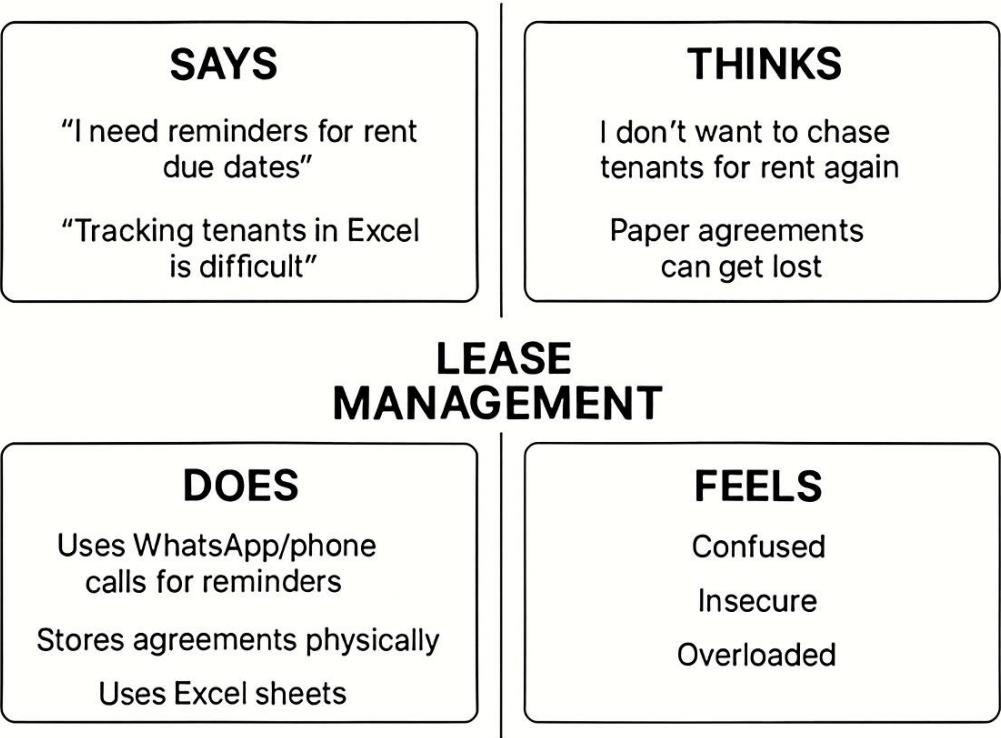 SAYS
“I need reminders for rent
due dates”
“Tracking tenants in Excel
is difficult”
THINKS
I don’t want to chase
tenants for rent again
Paper agreements
can get lost
LEASE
MANAGEMENT
DOES
Uses WhatsApp/phone
calls for reminders
Stores agreements physically
Uses Excel sheets
FEELS
Confused
Insecure
Overloaded